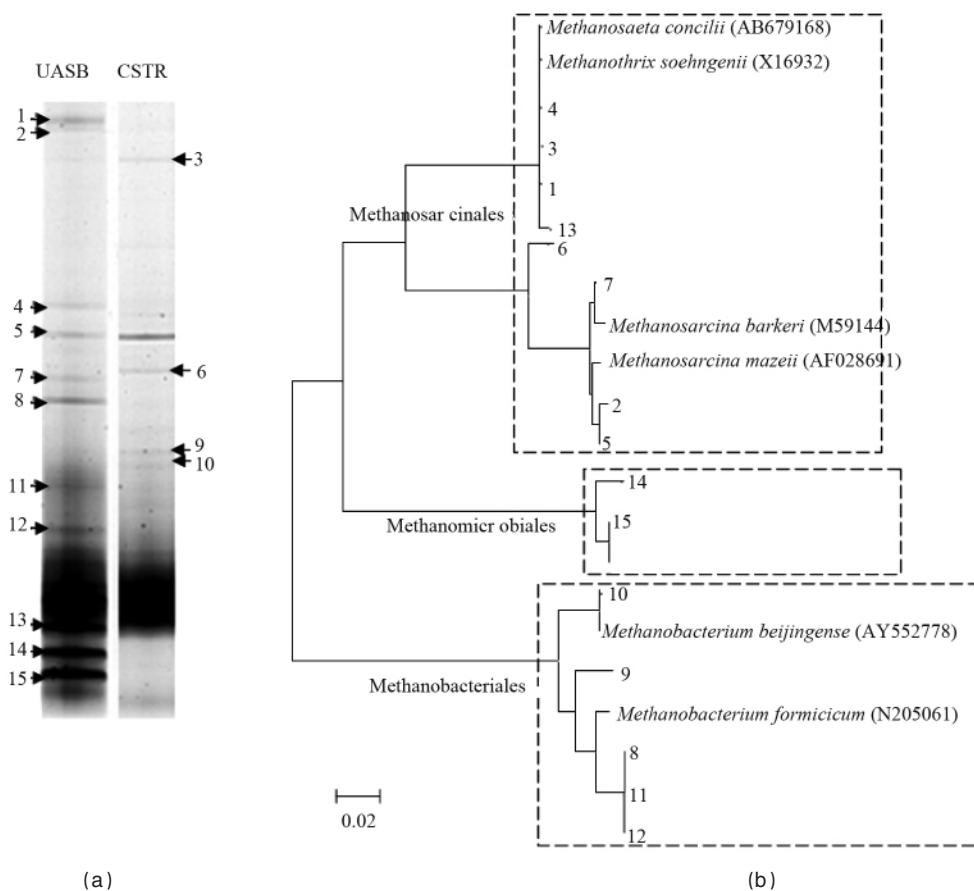 UASB CSTR
1
2
3
4
5
6
7
8
9
10
11
12
13
14
15
(a)
Methanosaeta concilii (AB679168)
Methanothrix soehngenii (X16932)
4
3
1
Methanosar cinales
13
6
7
Methanosarcina barkeri (M59144)
Methanosarcina mazeii (AF028691)
2
5
14
Methanomicr obiales
15
10
Methanobacterium beijingense (AY552778)
9
Methanobacteriales
Methanobacterium formicicum (N205061)
8
11
12
0.02
(b)